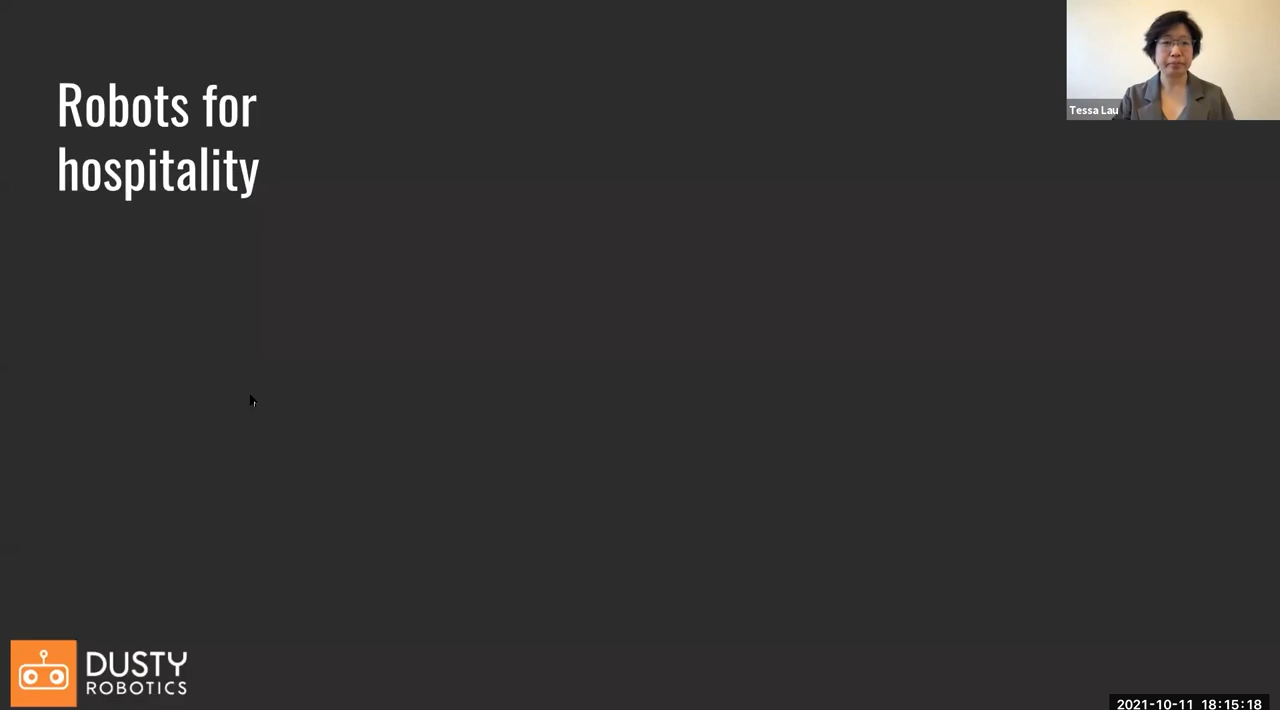 Robots for
hospitality
Tessa Lau
DUSTY
ROBOTICS
2021-10-11 18:15:18